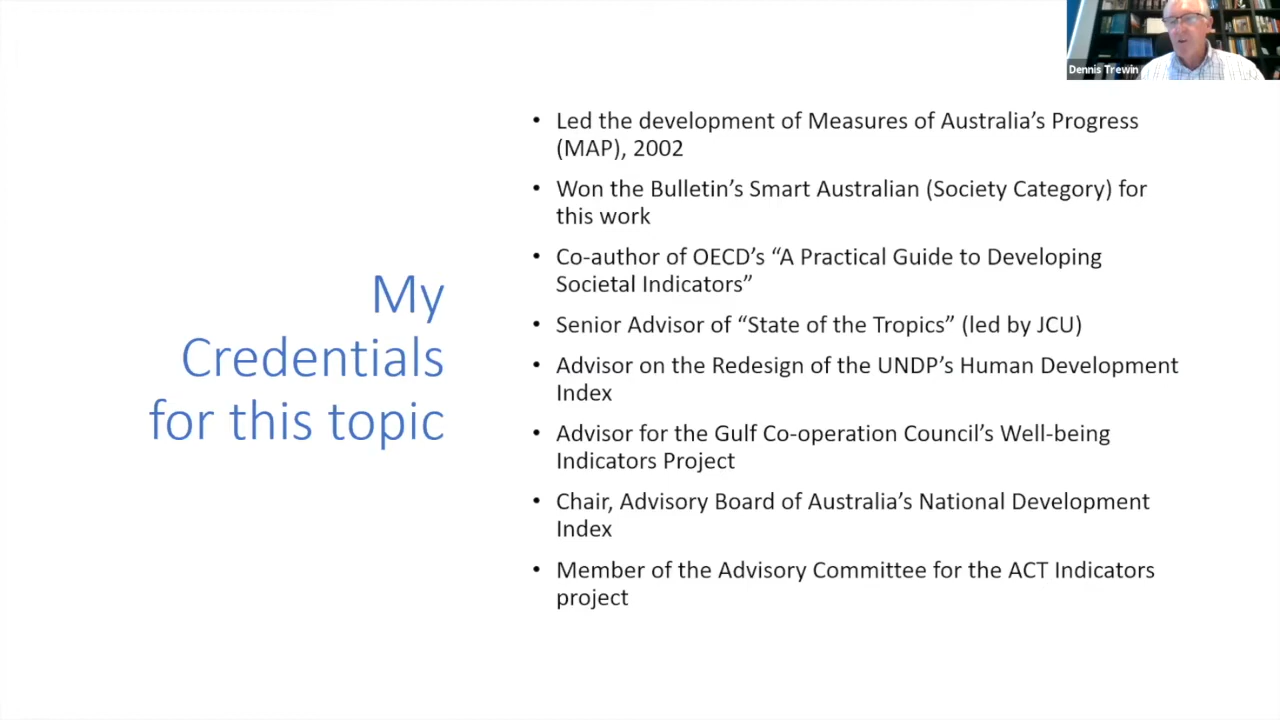 Dennis Trewin
My
Credentials
for this topic
• Led the development of Measures of Australia’s Progress
(MAP), 2002
• Won the Bulletin’s Smart Australian (Society Category) for
this work
• Co-author of OECD’s “A Practical Guide to Developing
Societal Indicators”
• Senior Advisor of “State of the Tropics” (led by JCU)
• Advisor on the Redesign of the UNDP’s Human Development
Index
• Advisor for the Gulf Co-operation Council’s Well-being
Indicators Project
• Chair, Advisory Board of Australia’s National Development
Index
• Member of the Advisory Committee for the ACT Indicators
project